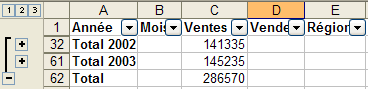 1 2 3 A B C D E
1 Année Mois Ventes Vende Région
32 Total 2002 141335
61 Total 2003 145235
62 Total 286570